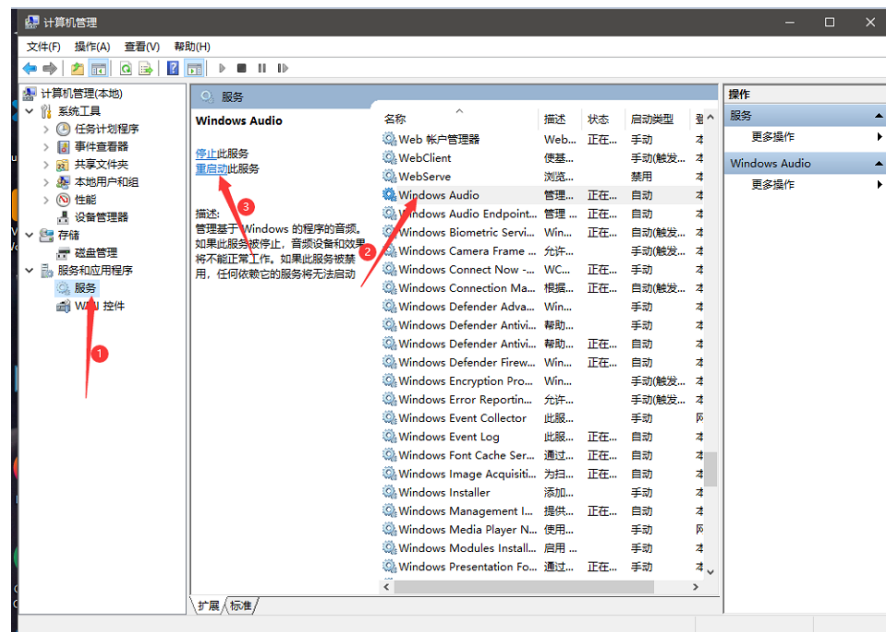 计算机管理
文件(F) 操作(A) 查看(V) 帮助(H)
计算机管理(本地)
系统工具
任务计划程序
事件查看器
共享文件夹
本地用户和组
性能
设备管理器
存储
磁盘管理
服务和应用程序
服务
控件
1
服务
Windows Audio
停止此服务
重启动此服务
3
描述:
管理基于 Windows 的程序的音频。
如果此服务被停止，音频设备和效果
将不能正常工作。如果此服务被禁
用，任何依赖它的服务将无法启动
2
名称 描述 状态 启动类型
Web 帐户管理器 Web... 正在... 手动
WebClient 使基... 手动(触发...
WebServe 浏览... 禁用
Windows Audio 管理... 正在... 自动
Windows Audio Endpoint... 管理 ... 正在... 自动
Windows Biometric Servi... Win... 正在... 自动(触发...
Windows Camera Frame ... 允许... 手动(触发...
Windows Connect Now -... WC... 正在... 手动
Windows Connection Ma... 根据... 正在... 自动(触发...
Windows Defender Adva... Win... 手动
Windows Defender Antivi... 帮助... 手动
Windows Defender Antivi... 帮助... 正在... 自动
Windows Defender Firew... Win... 正在... 自动
Windows Encryption Pro... Win... 手动(触发...
Windows Error Reportin... 允许... 手动(触发...
Windows Event Collector 此服... 手动
Windows Event Log 此服... 正在... 自动
Windows Font Cache Ser... 通过... 正在... 自动
Windows Image Acquisiti... 为扫... 正在... 自动
Windows Installer 添加... 手动
Windows Management I... 提供... 正在... 自动
Windows Media Player N... 使用... 手动
Windows Modules Install... 启用 ... 手动
Windows Presentation Fo... 通过... 正在... 手动
扩展 标准
操作
服务
更多操作
Windows Audio
更多操作